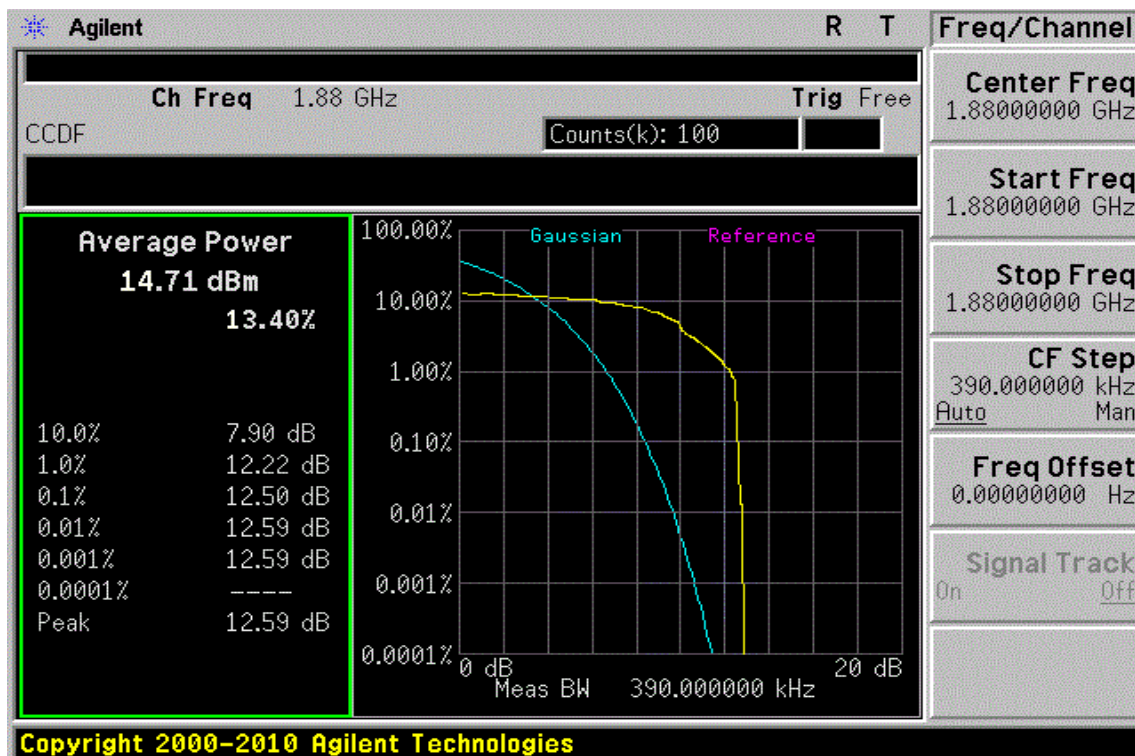 Agilent R T
Ch Freq 1.88 GHz Trig Free
CCDF Counts(k): 100
Average Power
14.71 dBm
13.40%
10.0% 7.90 dB
1.0% 12.22 dB
0.1% 12.50 dB
0.01% 12.59 dB
0.001% 12.59 dB
0.0001% ----
Peak 12.59 dB
Gaussian Reference
100.00%
10.00%
1.00%
0.10%
0.01%
0.001%
0.0001%
0 dB 20 dB
Meas BW 390.000000 kHz
Freq/Channel
Center Freq
1.88000000 GHz
Start Freq
1.88000000 GHz
Stop Freq
1.88000000 GHz
CF Step
390.000000 kHz
Auto Man
Freq Offset
0.00000000 Hz
Signal Track
On Off
Copyright 2000-2010 Agilent Technologies